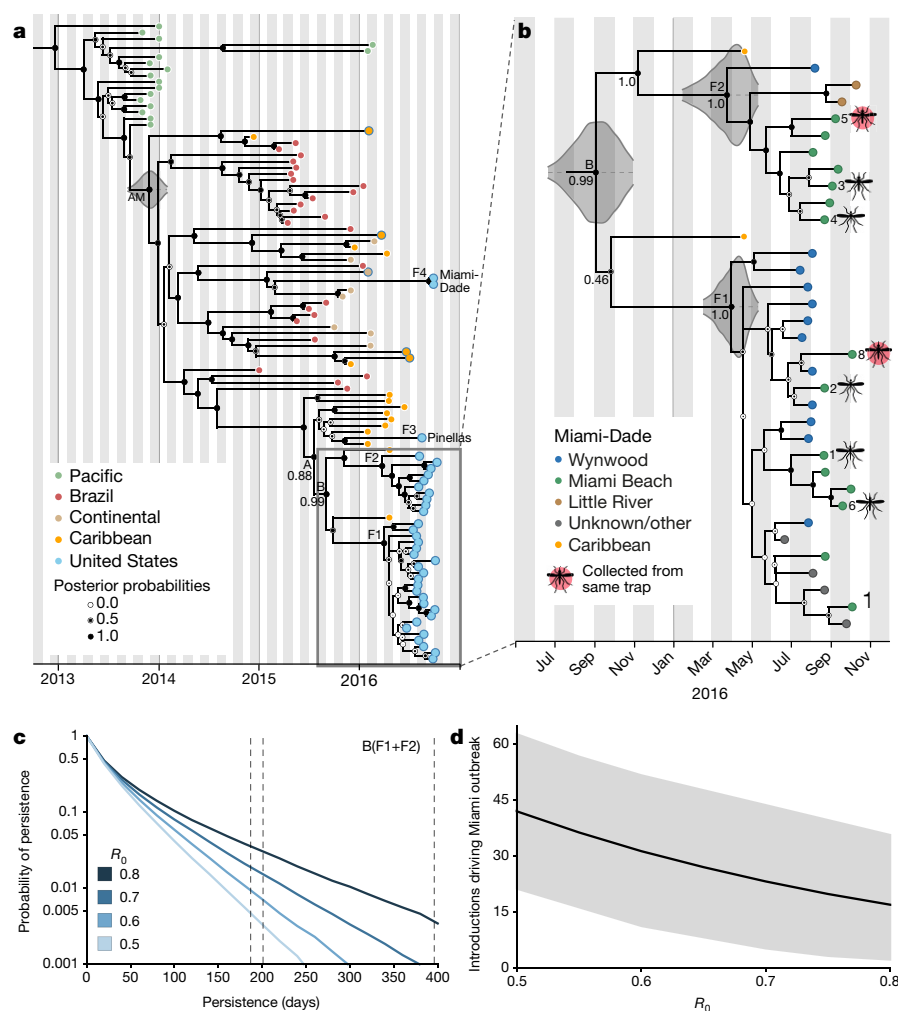 a
AM
F4
Miami-
Dade
F3
Pinellas
A
0.88
B
0.99
F2
F1
Pacific
Brazil
Continental
Caribbean
United States
Posterior probabilities
0.0
0.5
1.0
2013
2014
2015
2016
b
1.0
F2
1.0
B
0.99
0.46
F1
1.0
5
3
4
8
2
1
6
1
Miami-Dade
Wynwood
Miami Beach
Little River
Unknown/other
Caribbean
Collected from
same trap
Jul
Sep
Nov
Jan
Mar
May
Jul
Sep
Nov
2016
c
B(F1+F2)
Probability of persistence
1
0.5
0.1
0.05
0.01
0.005
0.001
R0
0.8
0.7
0.6
0.5
0
50
100
150
200
250
300
350
400
Persistence (days)
d
Introductions driving Miami outbreak
60
45
30
15
0
0.5
0.6
0.7
0.8
R0